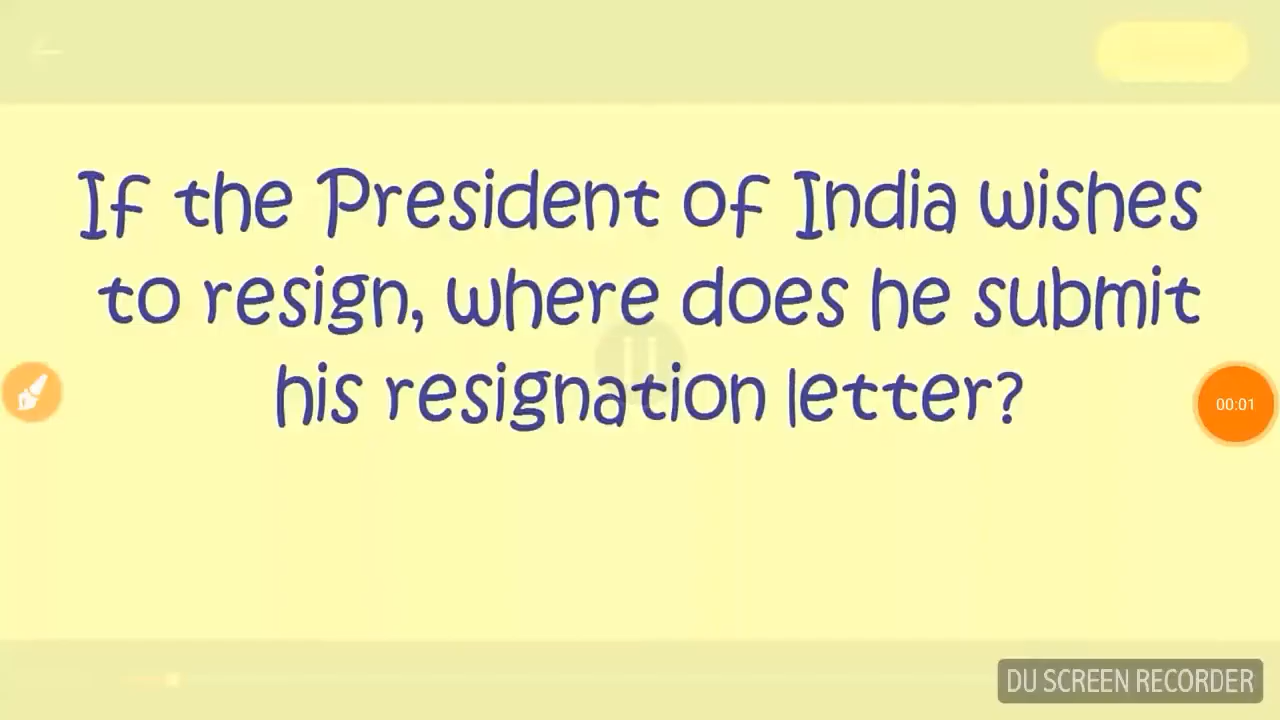 If the President of India wishes
to resign, where does he submit
his resignation letter?
00:01
DU SCREEN RECORDER